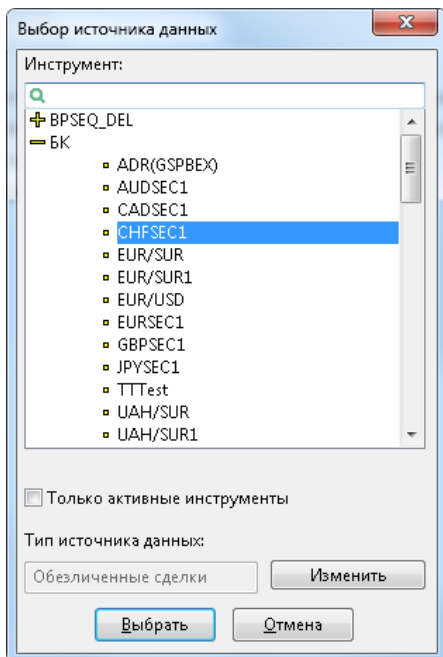 Выбор источника данных
Инструмент:
BPSEQ_DEL
БК
ADR(GSPBEX)
AUDSEC1
CADSEC1
CHFSEC1
EUR/SUR
EUR/SUR1
EUR/USD
EURSEC1
GBPSEC1
JPYSEC1
TTTest
UAH/SUR
UAH/SUR1
Только активные инструменты
Тип источника данных:
Обезличенные сделки
Изменить
Выбрать
Отмена